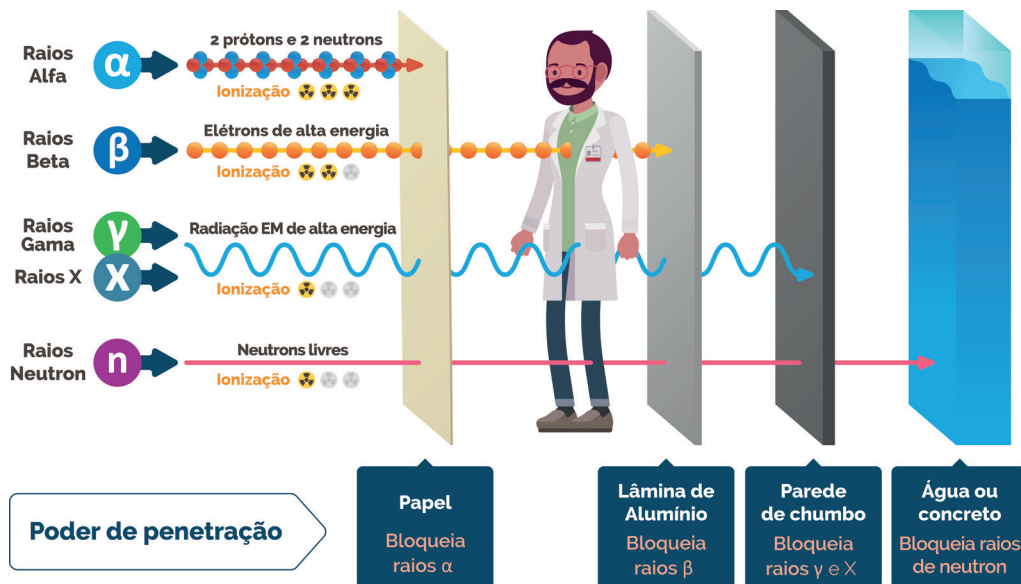 Raios
Alfa
α
2 prótons e 2 neutrons
Ionização
Raios
Beta
β
Elétrons de alta energia
Ionização
Raios
Gama
γ
Radiação EM de alta energia
Raios X
X
Ionização
Raios
Neutron
n
Neutrons livres
Ionização
Poder de penetração
Papel
Bloqueia
raios α
Lâmina de
Alumínio
Bloqueia
raios β
Parede
de chumbo
Bloqueia
raios γ e X
Água ou
concreto
Bloqueia raios
de neutron